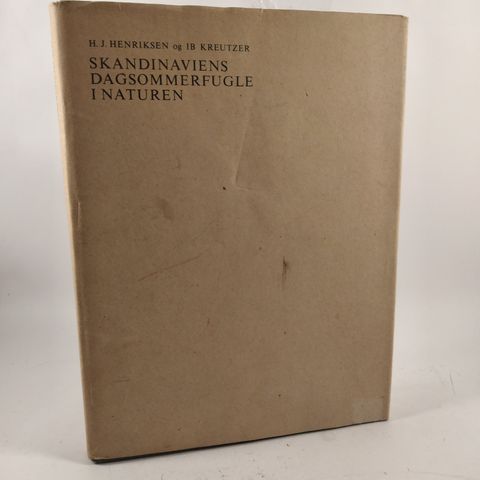 H. J. HENRIKSEN og IB KREUTZER
SKANDINAVIENS
DAGSOMMERFUGLE
I NATUREN